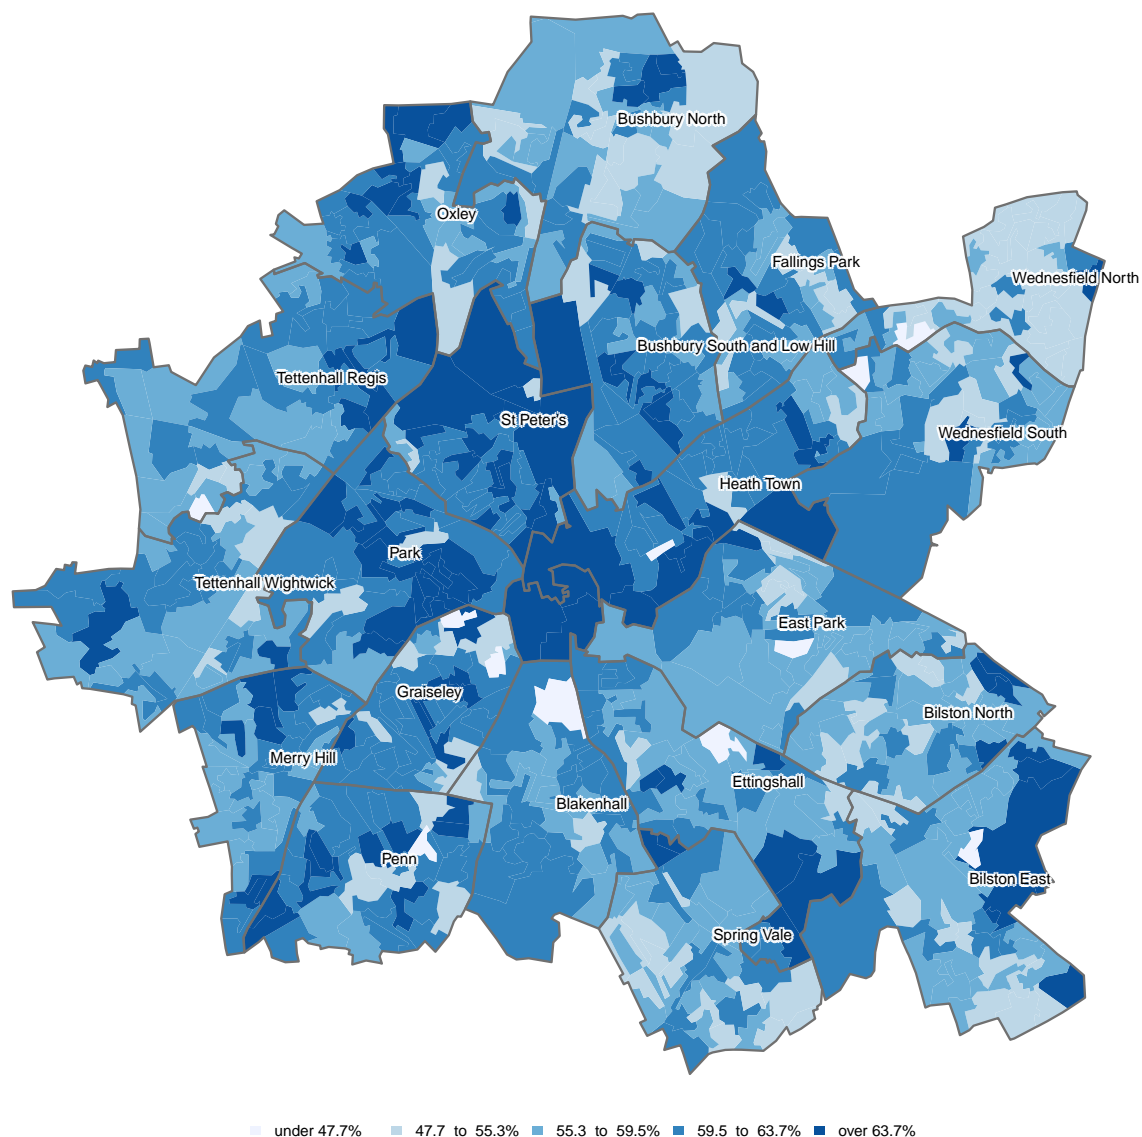 Bushbury North
Oxley
Fallings Park
Wednesfield North
Bushbury South and Low Hill
Tettenhall Regis
St Peter's
Wednesfield South
Heath Town
Park
Tettenhall Wightwick
East Park
Graiseley
Bilston North
Merry Hill
Ettingshall
Blakenhall
Penn
Bilston East
Spring Vale
under 47.7% 47.7 to 55.3% 55.3 to 59.5% 59.5 to 63.7% over 63.7%